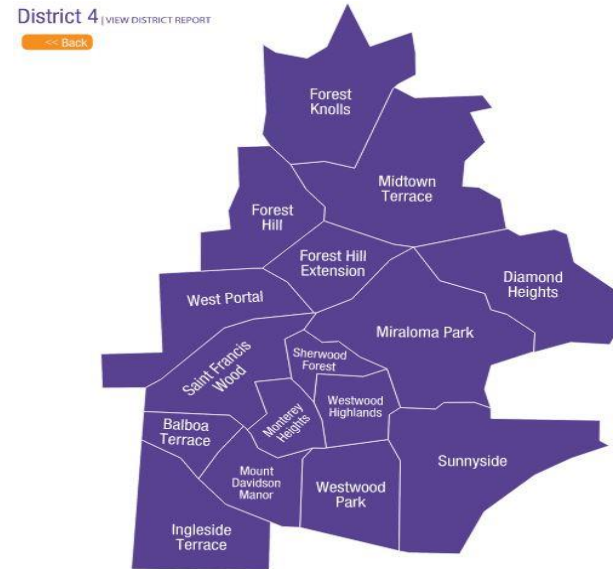 District 4 | VIEW DISTRICT REPORT
<< Back
Forest
Knolls
Midtown
Terrace
Forest
Hill
Forest Hill
Extension
Diamond
Heights
West Portal
Miraloma Park
Saint Francis
Wood
Sherwood
Forest
Westwood
Highlands
Monterey
Heights
Balboa
Terrace
Mount
Davidson
Manor
Westwood
Park
Sunnyside
Ingleside
Terrace